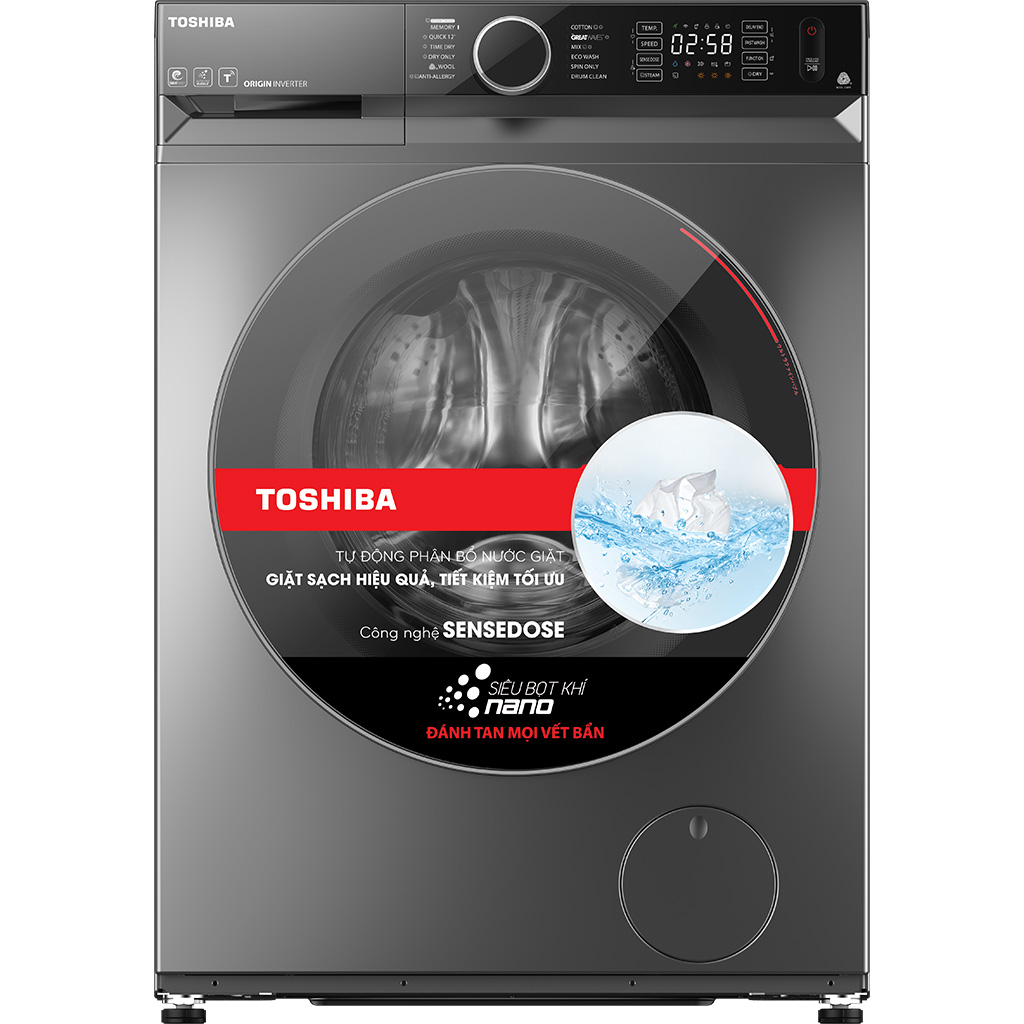 TOSHIBA
ORIGIN INVERTER
MEMORY
QUICK 12'
TIME DRY
DRY ONLY
WOOL
ANTI-ALLERGY
COTTON
GREATWAVES
MIX
ECO WASH
SPIN ONLY
DRUM CLEAN
TEMP.
SPEED
SENSEDOSE
STEAM
02:58
DELAY END
FAST WASH
FUNCTION
DRY
TOSHIBA
TỰ ĐỘNG PHÂN BỔ NƯỚC GIẶT
GIẶT SẠCH HIỆU QUẢ, TIẾT KIỆM TỐI ƯU
Công nghệ SENSEDOSE
SIÊU BỌT KHÍ
nano
ĐÁNH TAN MỌI VẾT BẨN